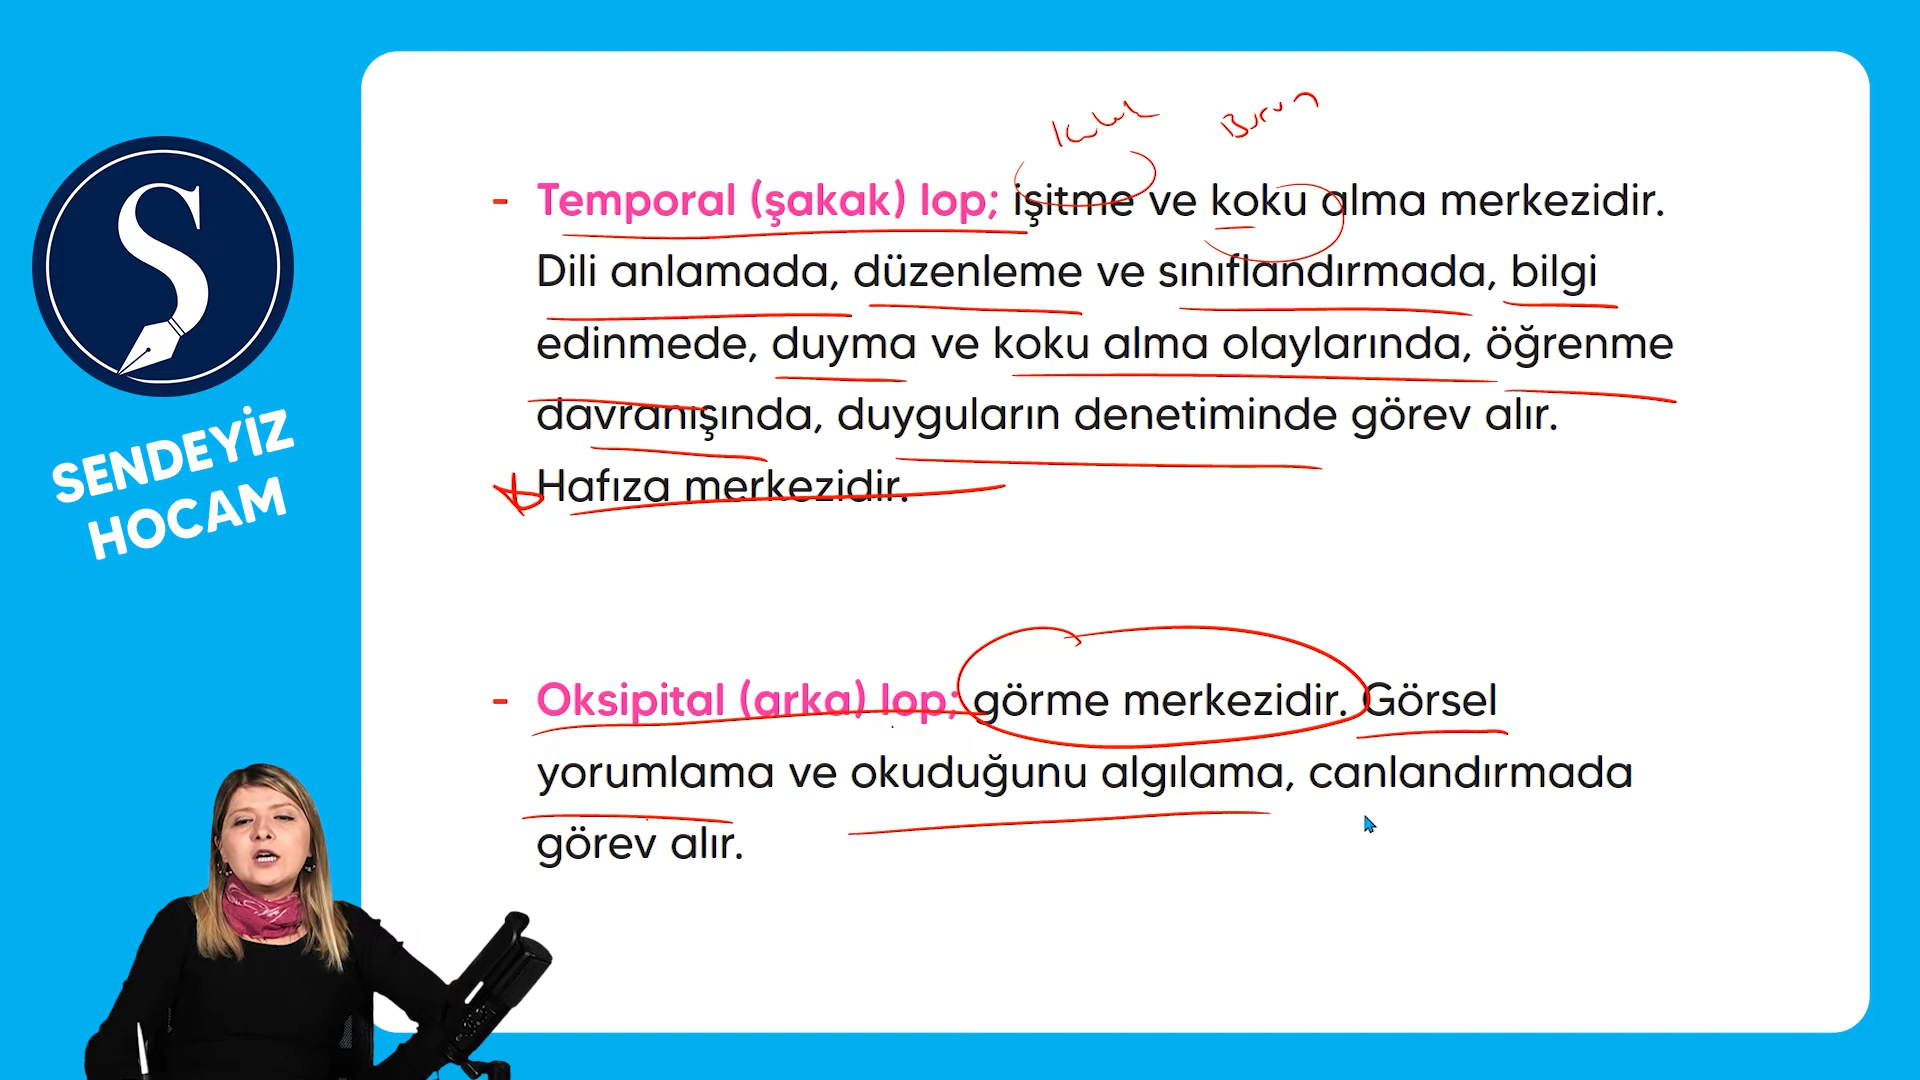 Kulak Burun
- Temporal (şakak) lop; işitme ve koku alma merkezidir.
Dili anlamada, düzenleme ve sınıflandırmada, bilgi
edinmede, duyma ve koku alma olaylarında, öğrenme
davranışında, duyguların denetiminde görev alır.
Hafıza merkezidir.
- Oksipital (arka) lop; görme merkezidir. Görsel
yorumlama ve okuduğunu algılama, canlandırmada
görev alır.
S
SENDEYİZ
HOCAM